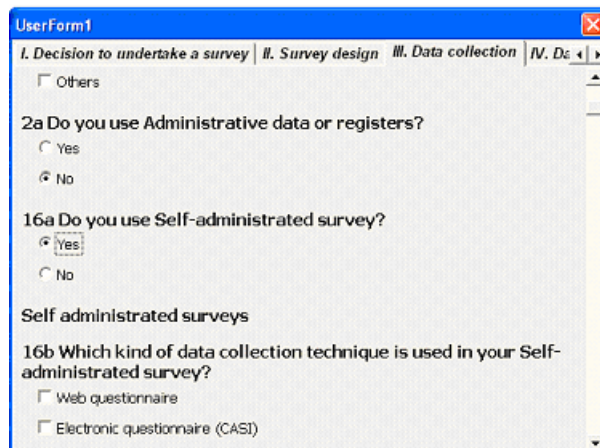 UserForm1
I. Decision to undertake a survey II. Survey design III. Data collection IV. Da
Others
2a Do you use Administrative data or registers?
Yes
No
16a Do you use Self-administrated survey?
Yes
No
Self administrated surveys
16b Which kind of data collection technique is used in your Self-
administrated survey?
Web questionnaire
Electronic questionnaire (CASI)